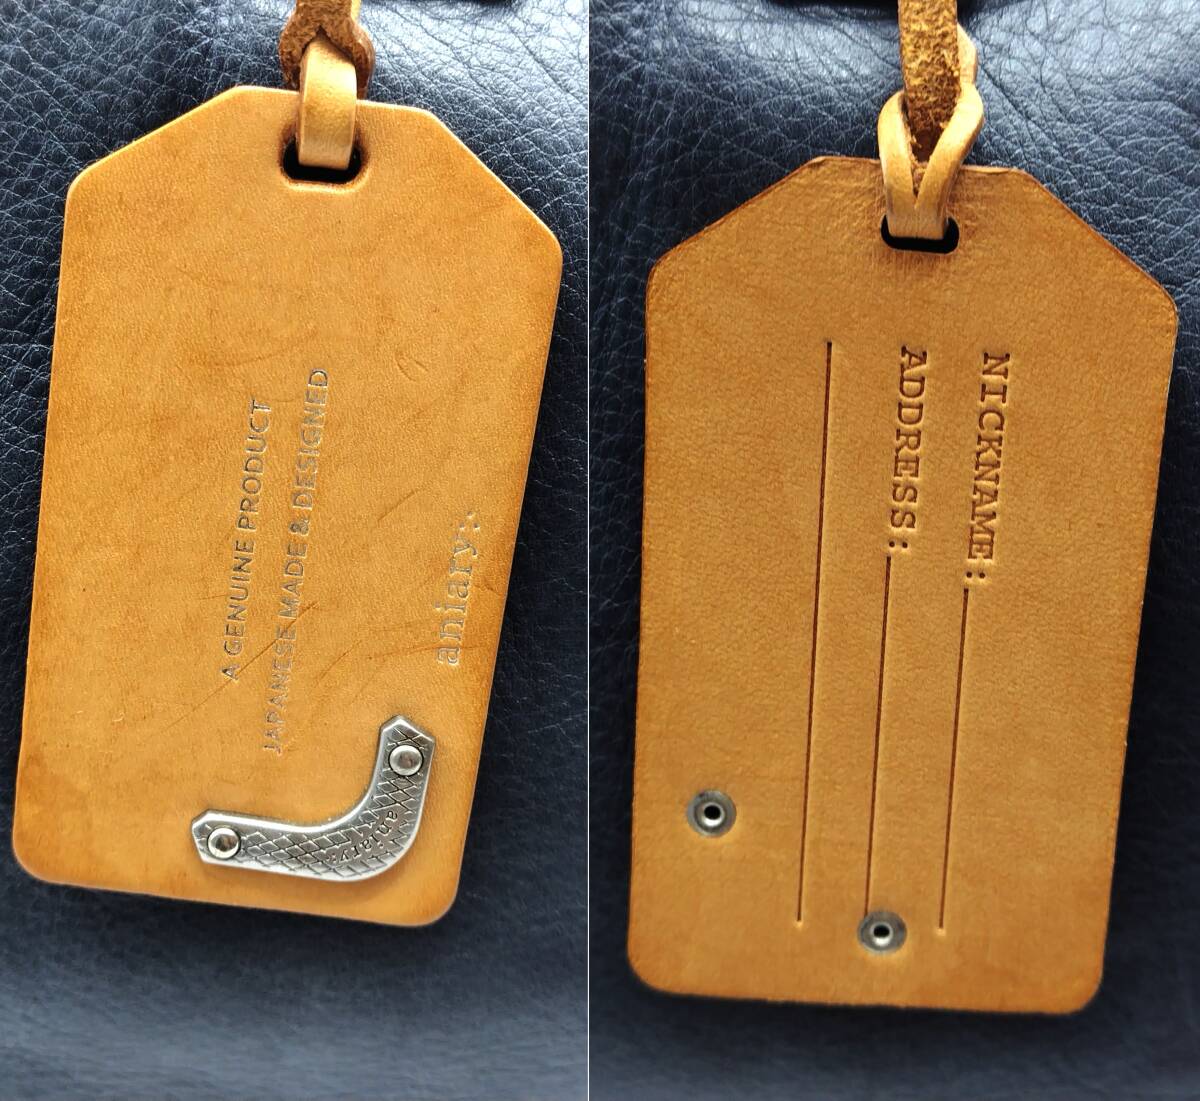 A GENUINE PRODUCT
JAPANESE MADE & DESIGNED
aniary:.
aniary:.
NICKNAME:
ADDRESS: